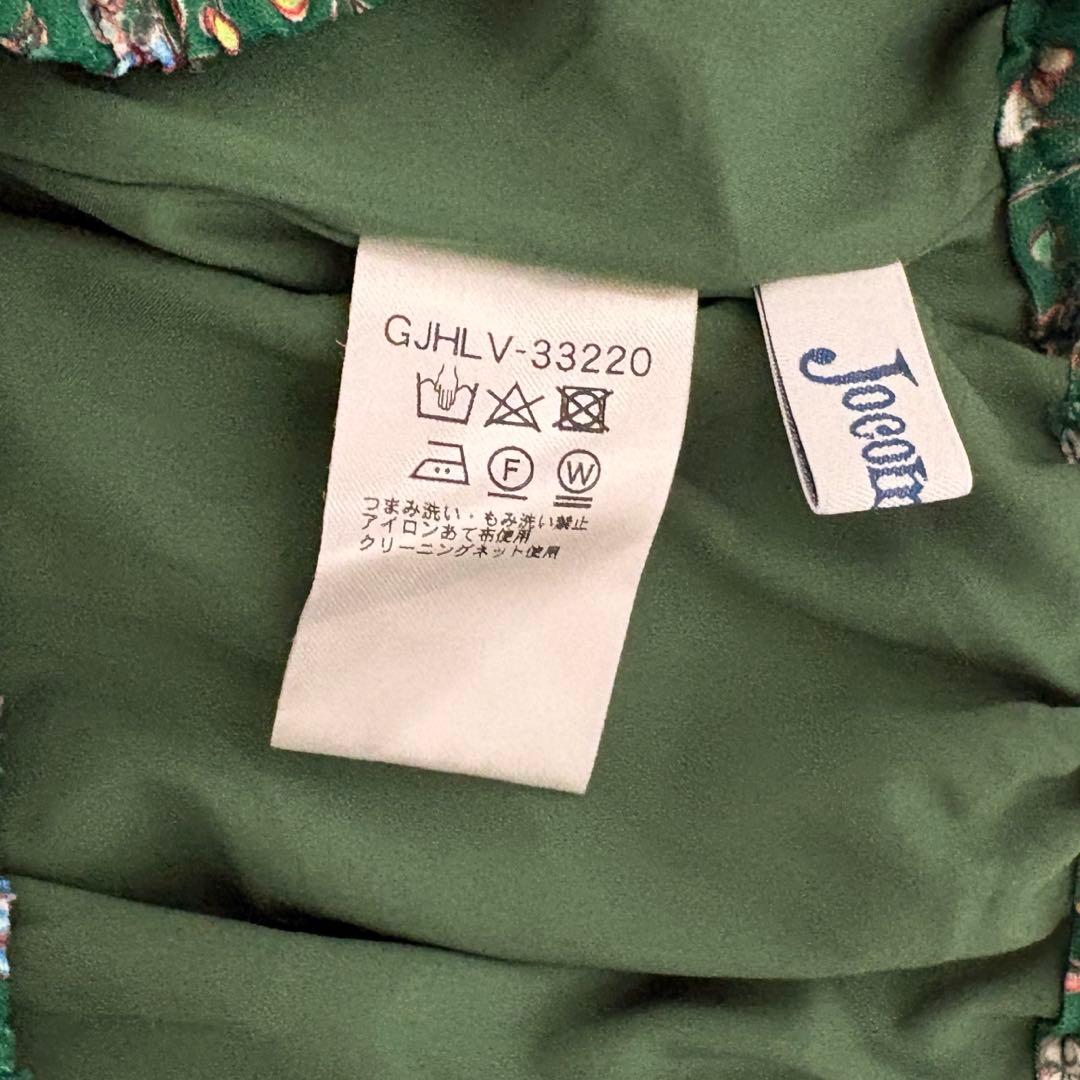 GJHLV-33220
F W
つまみ洗い・もみ洗い禁止
アイロンあて布使用
クリーニングネット使用